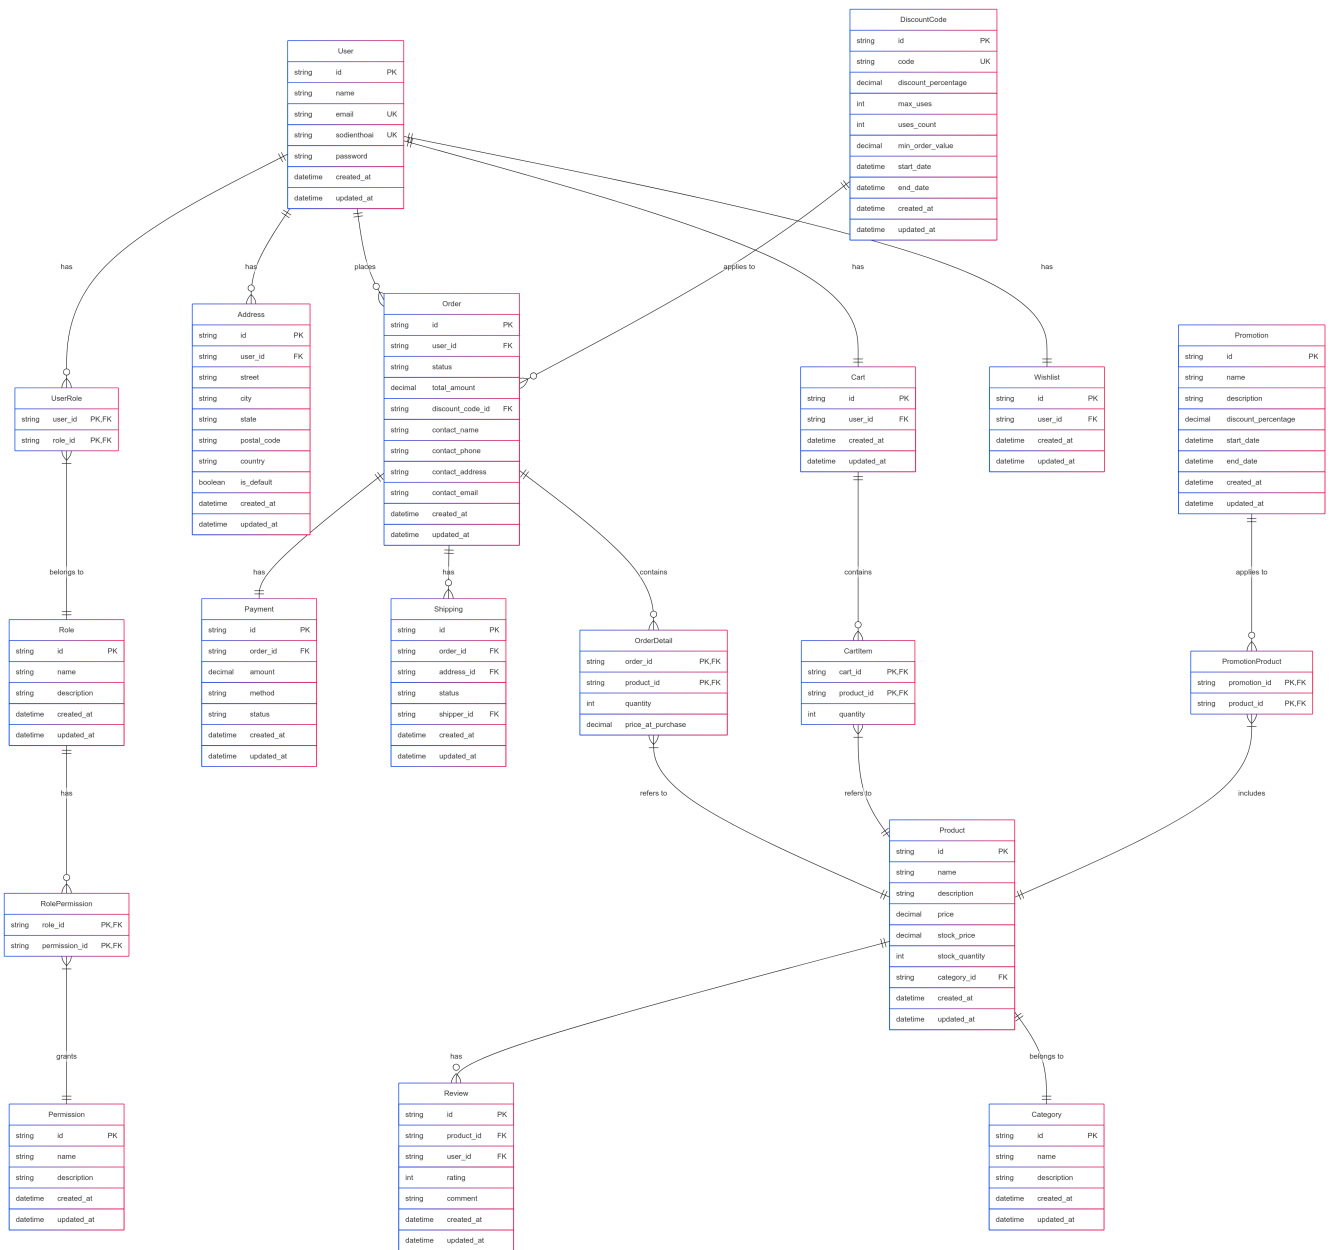 DiscountCode
string id PK
string code UK
decimal discount_percentage
int max_uses
int uses_count
decimal min_order_value
datetime start_date
datetime end_date
datetime created_at
datetime updated_at
User
string id PK
string name
string email UK
string sodienthoai UK
string password
datetime created_at
datetime updated_at
has
has
places
applies to
has
has
Address
string id PK
string user_id FK
string street
string city
string state
string postal_code
string country
boolean is_default
datetime created_at
datetime updated_at
Order
string id PK
string user_id FK
string status
decimal total_amount
string discount_code_id FK
string contact_name
string contact_phone
string contact_address
string contact_email
datetime created_at
datetime updated_at
Promotion
string id PK
string name
string description
decimal discount_percentage
datetime start_date
datetime end_date
datetime created_at
datetime updated_at
UserRole
string user_id PK,FK
string role_id PK,FK
Cart
string id PK
string user_id FK
datetime created_at
datetime updated_at
Wishlist
string id PK
string user_id FK
datetime created_at
datetime updated_at
belongs to
has
has
contains
contains
applies to
Role
string id PK
string name
string description
datetime created_at
datetime updated_at
Payment
string id PK
string order_id FK
decimal amount
string method
string status
datetime created_at
datetime updated_at
Shipping
string id PK
string order_id FK
string address_id FK
string status
string shipper_id FK
datetime created_at
datetime updated_at
OrderDetail
string order_id PK,FK
string product_id PK,FK
int quantity
decimal price_at_purchase
CartItem
string cart_id PK,FK
string product_id PK,FK
int quantity
PromotionProduct
string promotion_id PK,FK
string product_id PK,FK
has
refers to
refers to
includes
Product
string id PK
string name
string description
decimal price
decimal stock_price
int stock_quantity
string category_id FK
datetime created_at
datetime updated_at
RolePermission
string role_id PK,FK
string permission_id PK,FK
grants
has
belongs to
Permission
string id PK
string name
string description
datetime created_at
datetime updated_at
Review
string id PK
string product_id FK
string user_id FK
int rating
string comment
datetime created_at
datetime updated_at
Category
string id PK
string name
string description
datetime created_at
datetime updated_at